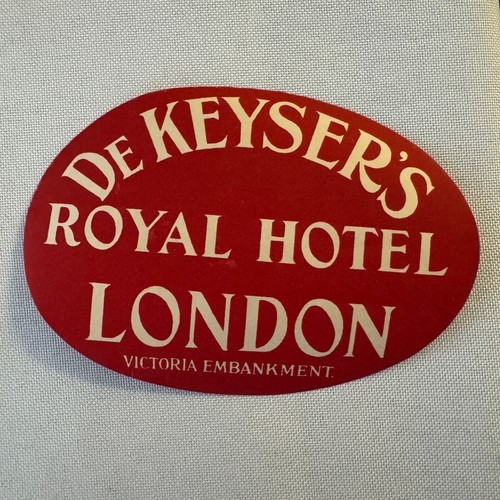 DE KEYSER'S
ROYAL HOTEL
LONDON
VICTORIA EMBANKMENT.